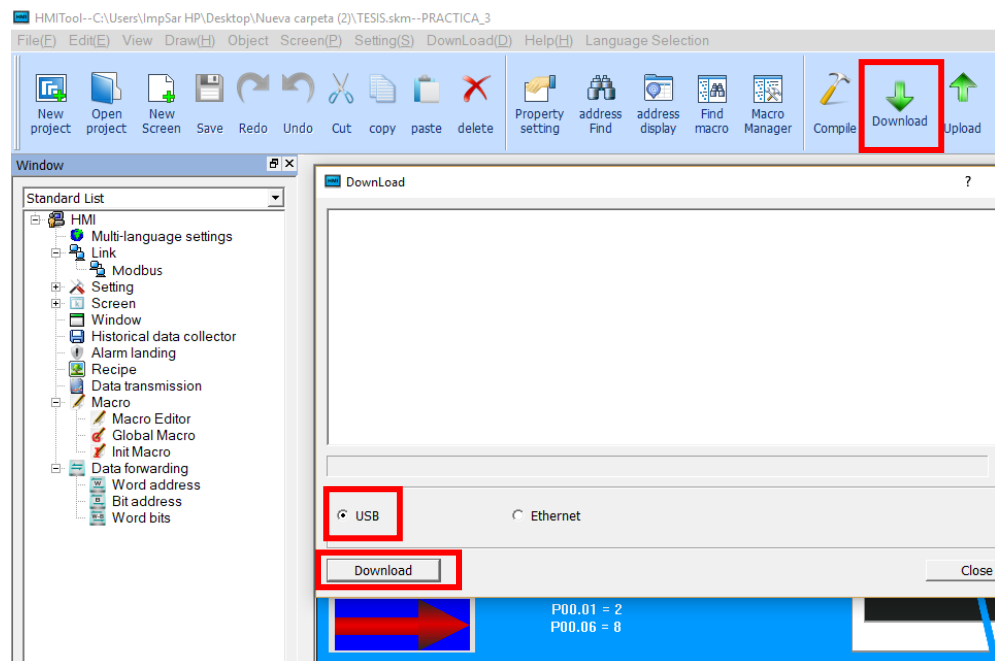 HMITool--C:\Users\ImpSar HP\Desktop\Nueva carpeta (2)\TESIS.skm--PRACTICA_3
File(F) Edit(E) View Draw(H) Object Screen(P) Setting(S) DownLoad(D) Help(H) Language Selection
New project Open project New Screen Save Redo Undo Cut copy paste delete Property setting address Find address display Find macro Macro Manager Compile Download Upload
Window
Standard List
HMI
Multi-language settings
Link
Modbus
Setting
Screen
Window
Historical data collector
Alarm landing
Recipe
Data transmission
Macro
Macro Editor
Global Macro
Init Macro
Data forwarding
Word address
Bit address
Word bits
DownLoad ?
USB Ethernet
Download Close
P00.01 = 2
P00.06 = 8